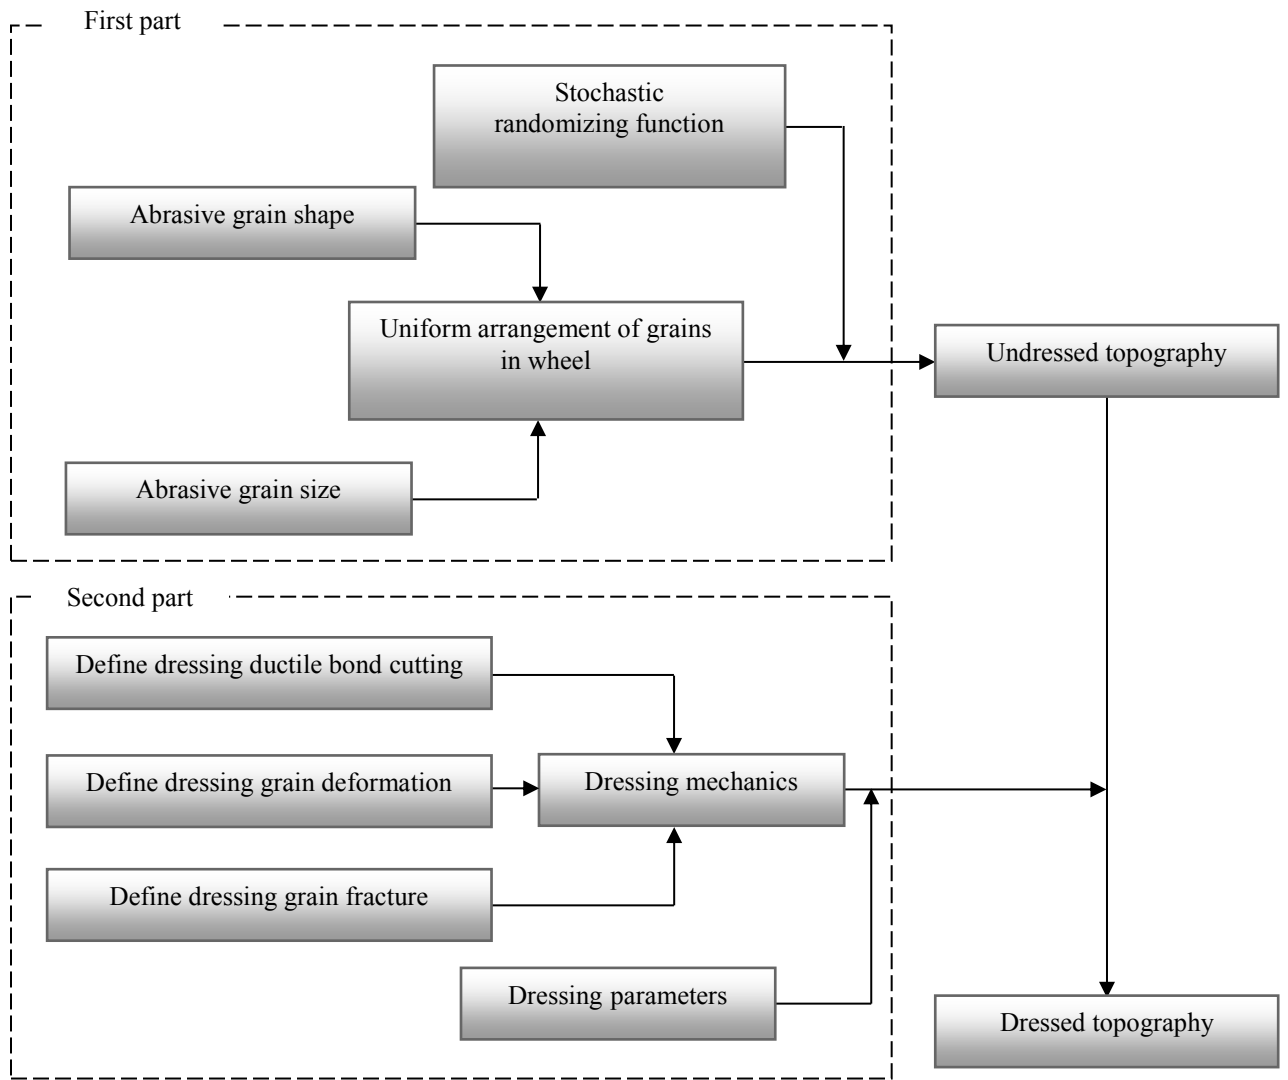 First part
Stochastic
randomizing function
Abrasive grain shape
Uniform arrangement of grains
in wheel
Undressed topography
Abrasive grain size
Second part
Define dressing ductile bond cutting
Define dressing grain deformation
Dressing mechanics
Define dressing grain fracture
Dressing parameters
Dressed topography